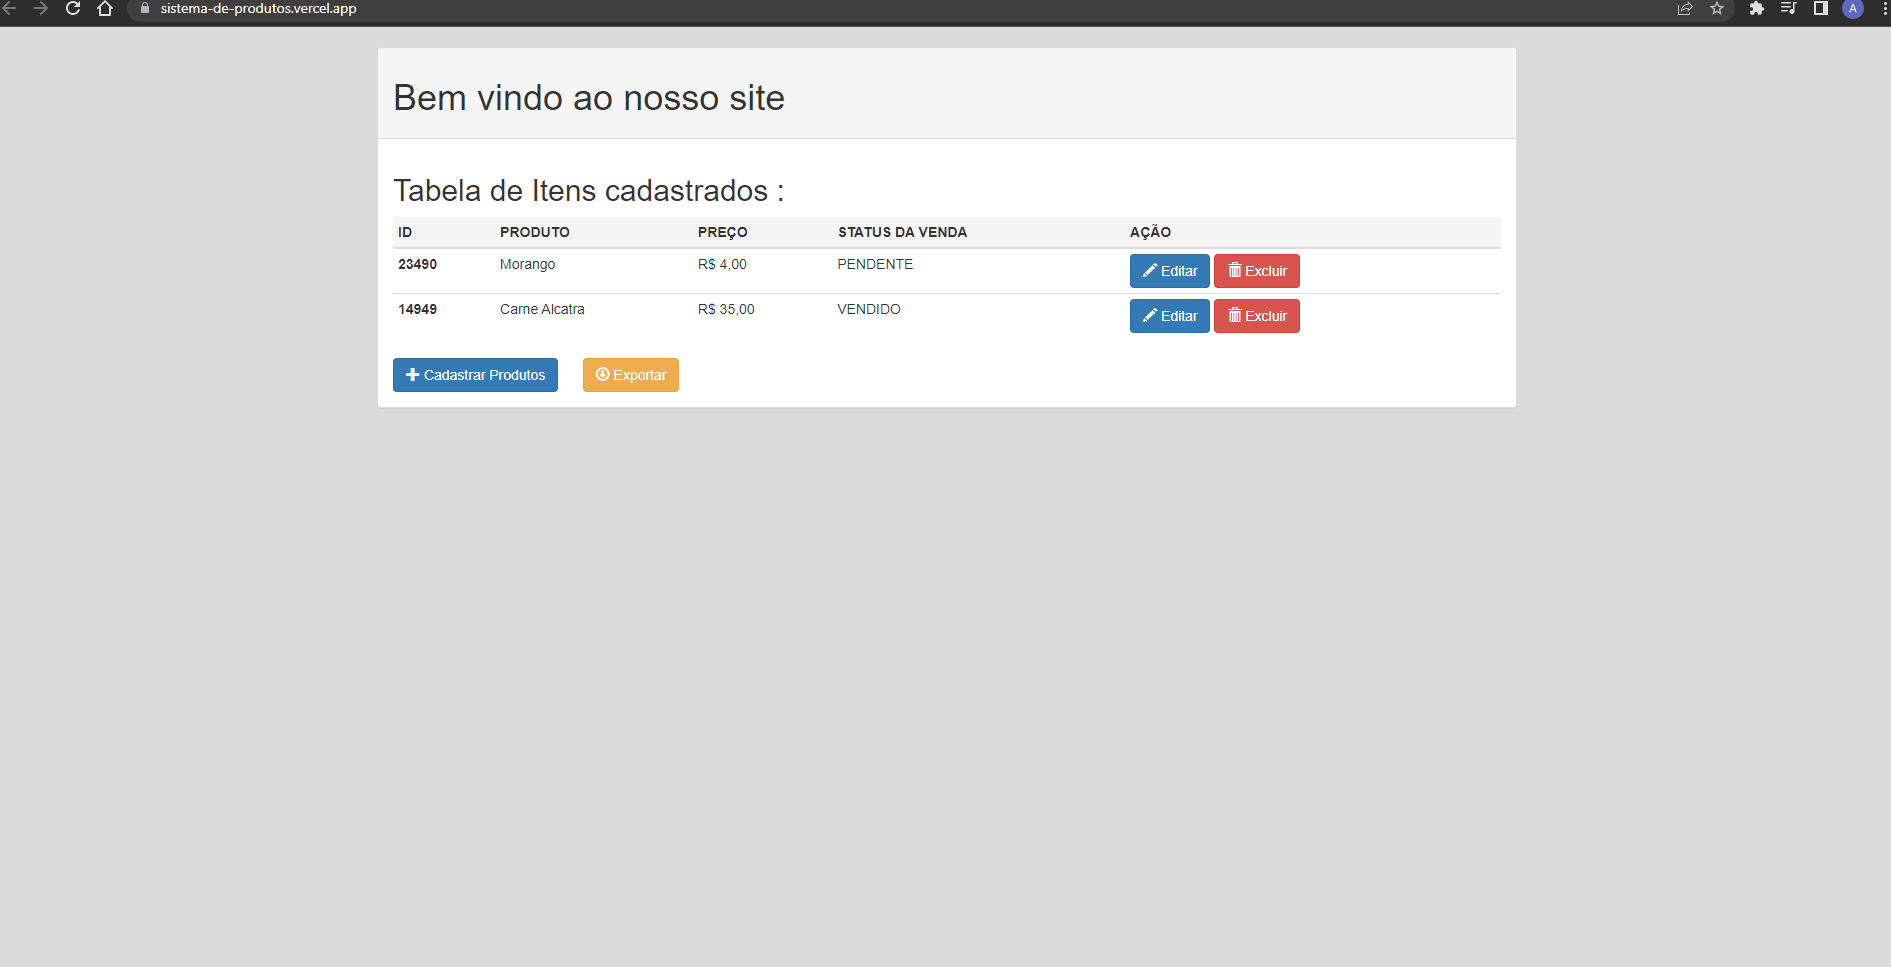 sistema-de-produtos.vercel.app
A
Bem vindo ao nosso site
Tabela de Itens cadastrados :
ID PRODUTO PREÇO STATUS DA VENDA AÇÃO
23490 Morango R$ 4,00 PENDENTE Editar Excluir
14949 Carne Alcatra R$ 35,00 VENDIDO Editar Excluir
Cadastrar Produtos Exportar